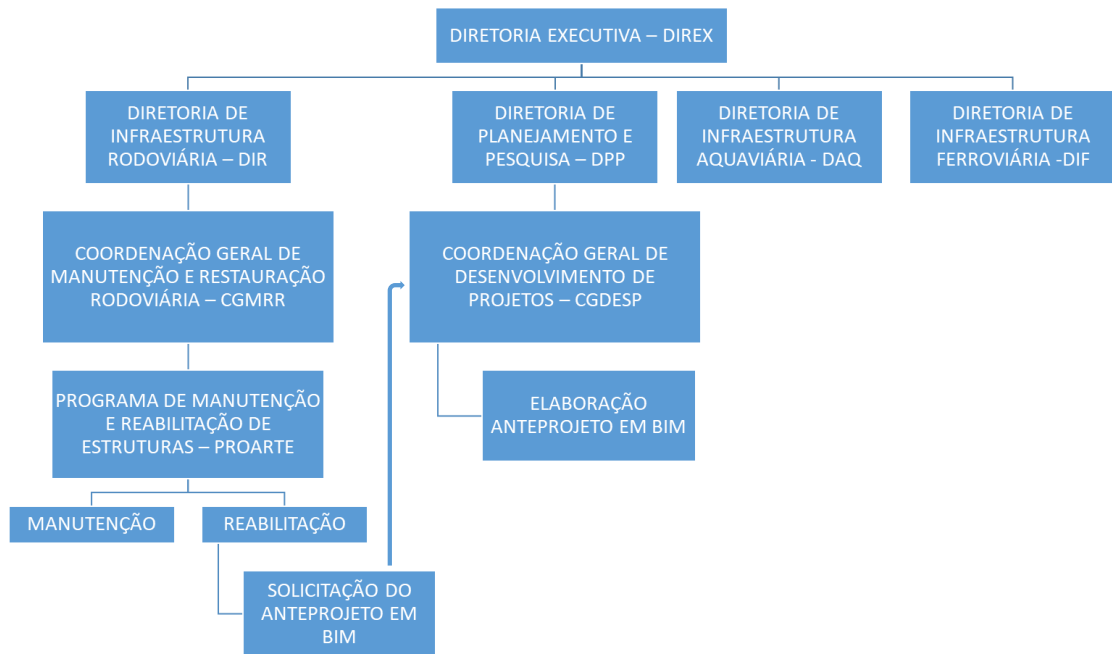 DIRETORIA EXECUTIVA – DIREX
DIRETORIA DE
INFRAESTRUTURA
RODOVIÁRIA – DIR
DIRETORIA DE
PLANEJAMENTO E
PESQUISA – DPP
DIRETORIA DE
INFRAESTRUTURA
AQUAVIÁRIA - DAQ
DIRETORIA DE
INFRAESTRUTURA
FERROVIÁRIA -DIF
COORDENAÇÃO GERAL DE
MANUTENÇÃO E RESTAURAÇÃO
RODOVIÁRIA – CGMRR
COORDENAÇÃO GERAL DE
DESENVOLVIMENTO DE
PROJETOS – CGDESP
PROGRAMA DE MANUTENÇÃO
E REABILITAÇÃO DE
ESTRUTURAS – PROARTE
ELABORAÇÃO
ANTEPROJETO EM BIM
MANUTENÇÃO
REABILITAÇÃO
SOLICITAÇÃO DO
ANTEPROJETO EM
BIM